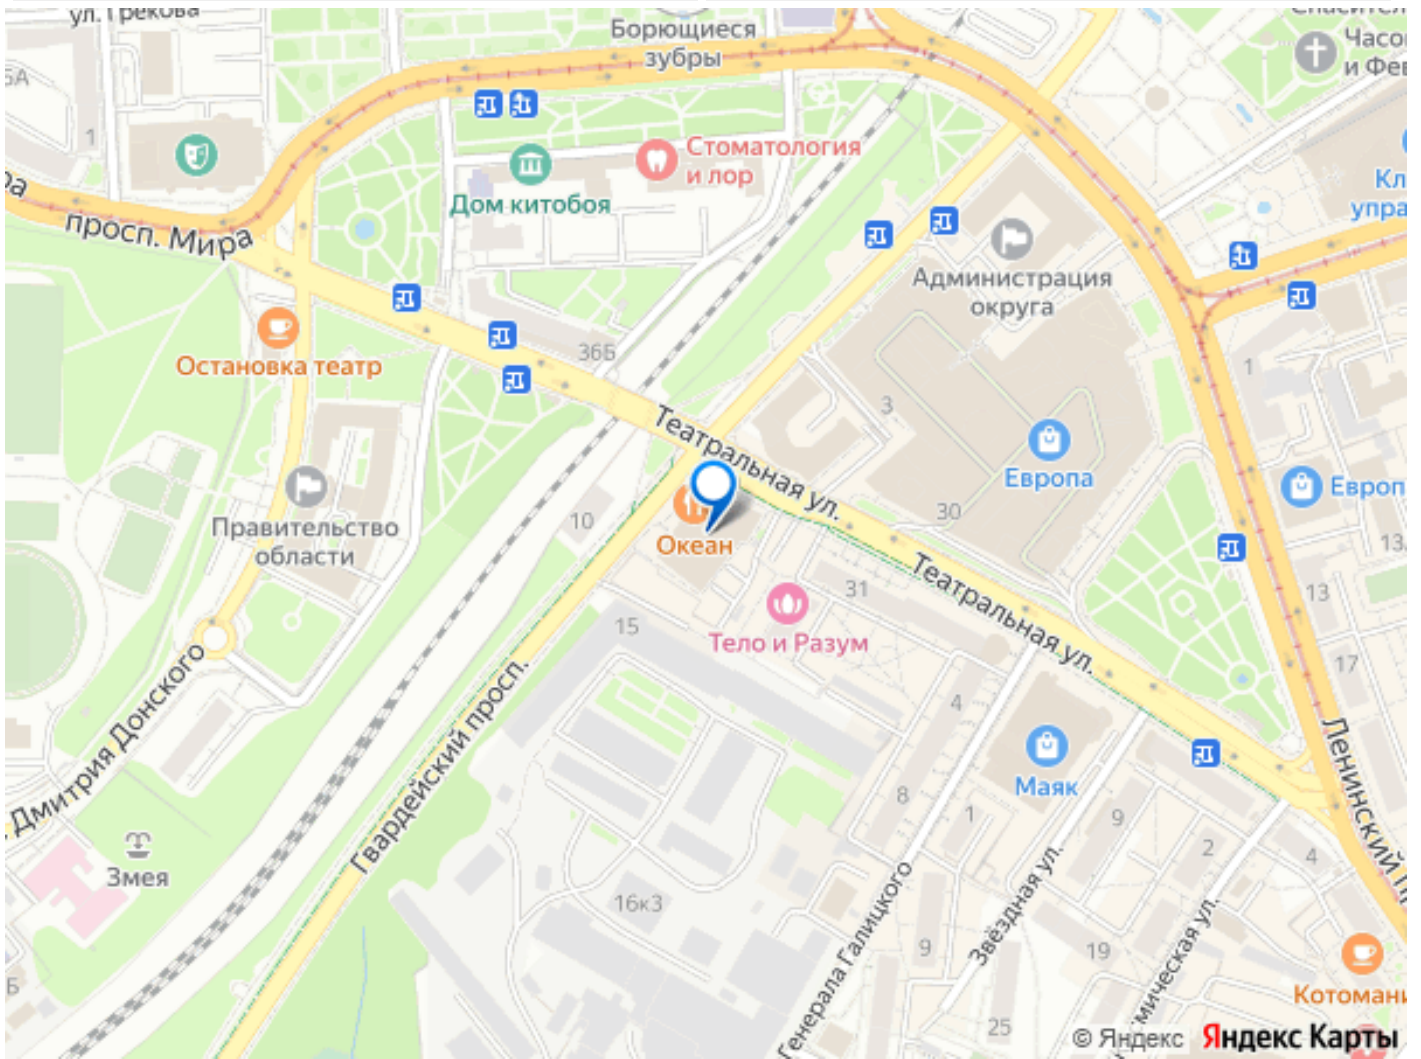 ул. Грекова
Борющиеся
зубры
5А
1
Стоматология
и лор
Дом китобоя
просп. Мира
Администрация
округа
36Б
Остановка театр
1
3
Театральная ул.
Европа
30
Правительство
области
10
Океан
31
Театральная ул.
13
15
Тело и Разум
17
4
Дмитрия Донского
Гвардейский просп.
Маяк
8
1
9
2
4
Ленинский
Змея
16к3
Генерала Галицкого
Звёздная ул.
9
19
25
© Яндекс
Яндекс Карты